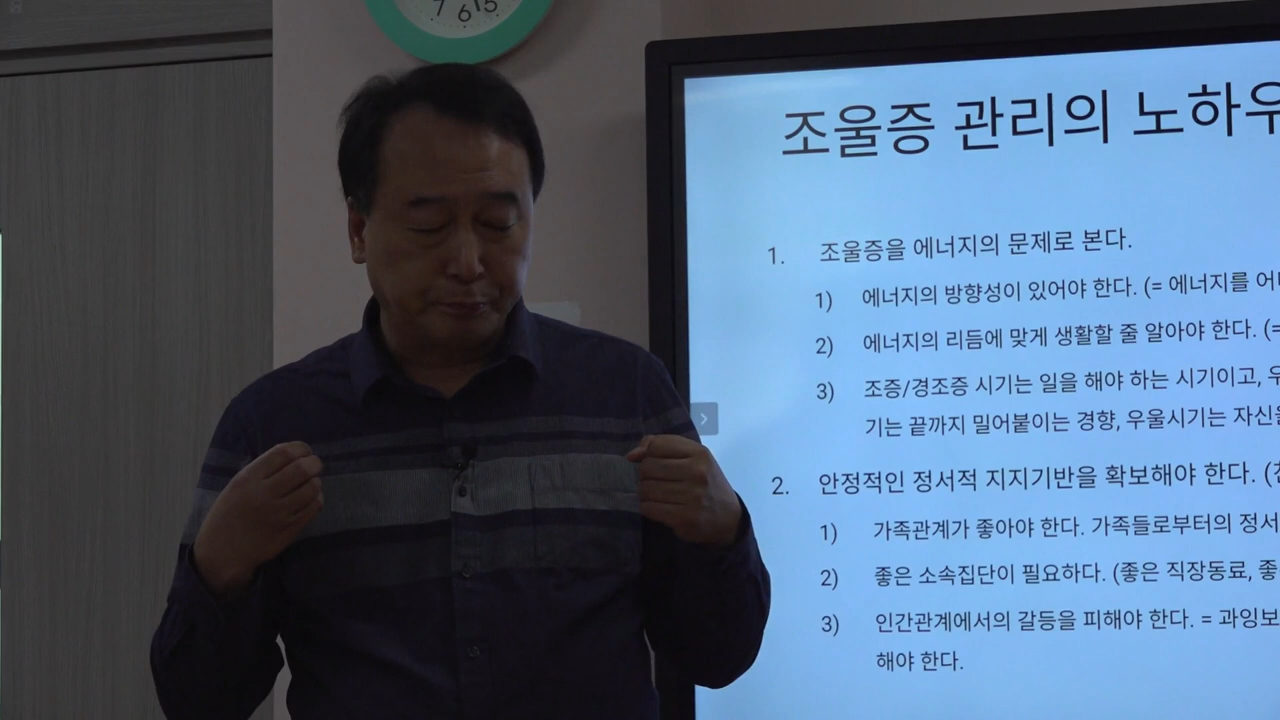 7 6 5
조울증 관리의 노하우
1. 조울증을 에너지의 문제로 본다.
1) 에너지의 방향성이 있어야 한다. (= 에너지를
2) 에너지의 리듬에 맞게 생활할 줄 알아야 한다. (=
3) 조증/경조증 시기는 일을 해야 하는 시기이고,
기는 끝까지 밀어붙이는 경향, 우울시기는 자신을
2. 안정적인 정서적 지지기반을 확보해야 한다. (
1) 가족관계가 좋아야 한다. 가족들로부터의 정서
2) 좋은 소속집단이 필요하다. (좋은 직장동료, 좋
3) 인간관계에서의 갈등을 피해야 한다. = 과잉보
해야 한다.